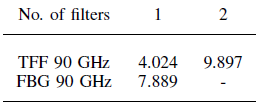 No. of filters 1 2
TFF 90 GHz 4.024 9.897
FBG 90 GHz 7.889 -